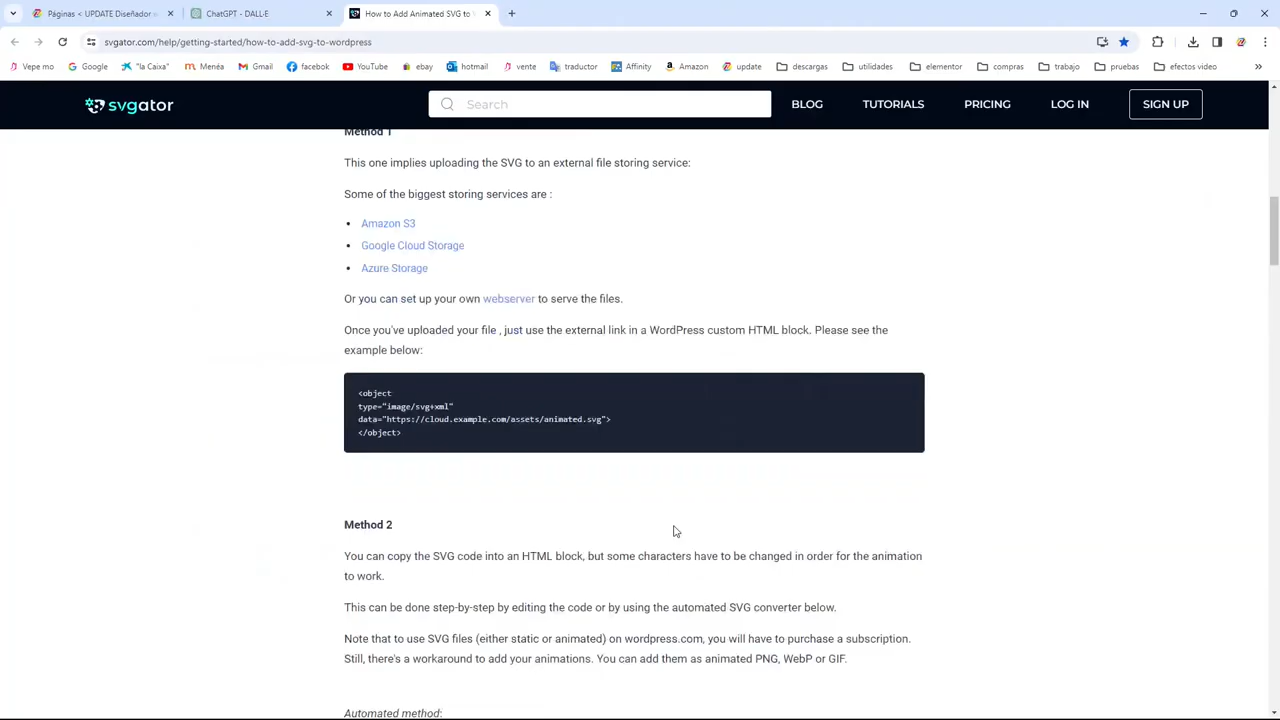 Páginas < UPDATE Diseñador w
ChatGPT - DALL·E
How to Add Animated SVG to W
svgator.com/help/getting-started/how-to-add-svg-to-wordpress
Vepe mo
Google
"la Caixa"
Menéa
Gmail
facebok
YouTube
ebay
hotmail
vente
traductor
Affinity
Amazon
update
descargas
utilidades
elementor
compras
trabajo
pruebas
efectos video
svgator
Search
BLOG
TUTORIALS
PRICING
LOG IN
SIGN UP
Method 1
This one implies uploading the SVG to an external file storing service:
Some of the biggest storing services are :
Amazon S3
Google Cloud Storage
Azure Storage
Or you can set up your own webserver to serve the files.
Once you've uploaded your file , just use the external link in a WordPress custom HTML block. Please see the
example below:
<object
type="image/svg+xml"
data="https://cloud.example.com/assets/animated.svg">
</object>
Method 2
You can copy the SVG code into an HTML block, but some characters have to be changed in order for the animation
to work.
This can be done step-by-step by editing the code or by using the automated SVG converter below.
Note that to use SVG files (either static or animated) on wordpress.com, you will have to purchase a subscription.
Still, there's a workaround to add your animations. You can add them as animated PNG, WebP or GIF.
Automated method: